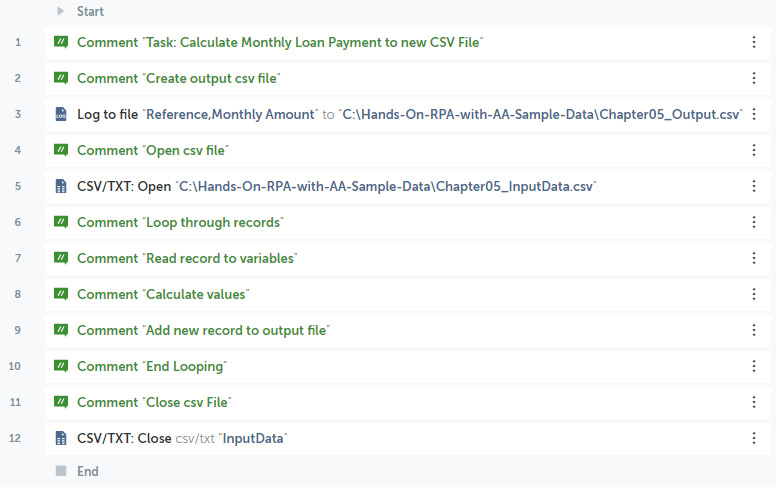 Start
1 Comment "Task: Calculate Monthly Loan Payment to new CSV File"
2 Comment "Create output csv file"
3 LOG Log to file "Reference,Monthly Amount" to "C:\Hands-On-RPA-with-AA-Sample-Data\Chapter05_Output.csv"
4 Comment "Open csv file"
5 CSV/TXT: Open "C:\Hands-On-RPA-with-AA-Sample-Data\Chapter05_InputData.csv"
6 Comment "Loop through records"
7 Comment "Read record to variables"
8 Comment "Calculate values"
9 Comment "Add new record to output file"
10 Comment "End Looping"
11 Comment "Close csv File"
12 CSV/TXT: Close csv/txt "InputData"
End